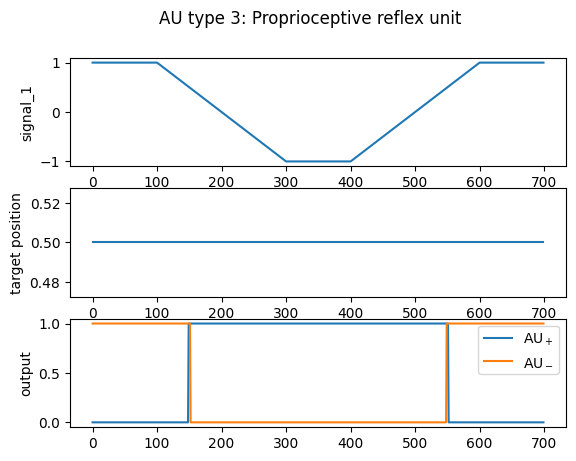 AU type 3: Proprioceptive reflex unit
signal_1
1
0
−1
0 100 200 300 400 500 600 700
target position
0.52
0.50
0.48
0 100 200 300 400 500 600 700
output
1.0
0.5
0.0
AU₊
AU₋
0 100 200 300 400 500 600 700